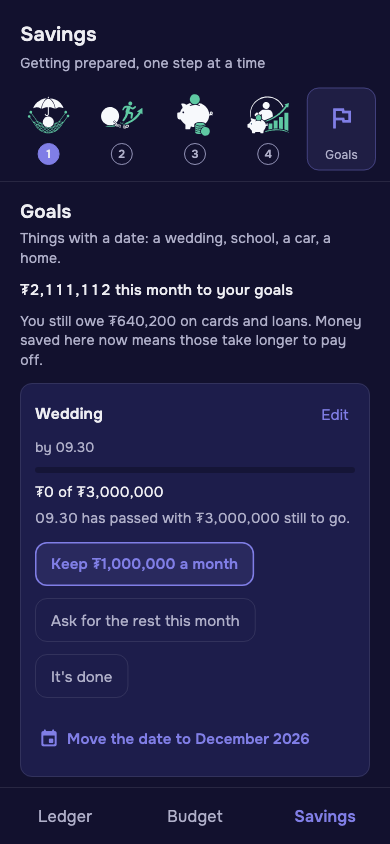 Savings
Getting prepared, one step at a time
1
2
3
4
Goals
Goals
Things with a date: a wedding, school, a car, a
home.
₮2,111,112 this month to your goals
You still owe ₮640,200 on cards and loans. Money
saved here now means those take longer to pay
off.
Wedding
Edit
by 09.30
₮0 of ₮3,000,000
09.30 has passed with ₮3,000,000 still to go.
Keep ₮1,000,000 a month
Ask for the rest this month
It's done
Move the date to December 2026
Ledger
Budget
Savings